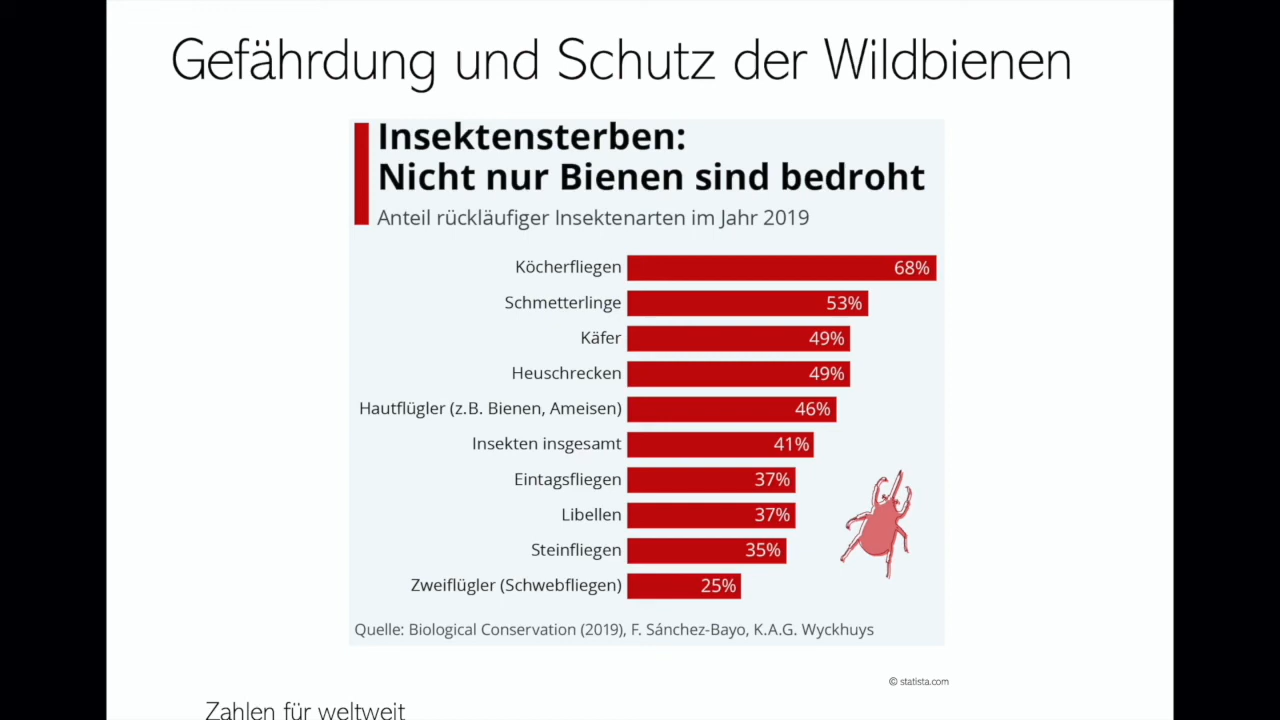 Gefährdung und Schutz der Wildbienen
Insektensterben:
Nicht nur Bienen sind bedroht
Anteil rückläufiger Insektenarten im Jahr 2019
Köcherfliegen 68%
Schmetterlinge 53%
Käfer 49%
Heuschrecken 49%
Hautflügler (z.B. Bienen, Ameisen) 46%
Insekten insgesamt 41%
Eintagsfliegen 37%
Libellen 37%
Steinfliegen 35%
Zweiflügler (Schwebfliegen) 25%
Quelle: Biological Conservation (2019), F. Sánchez-Bayo, K.A.G. Wyckhuys
© statista.com
Zahlen für weltweit